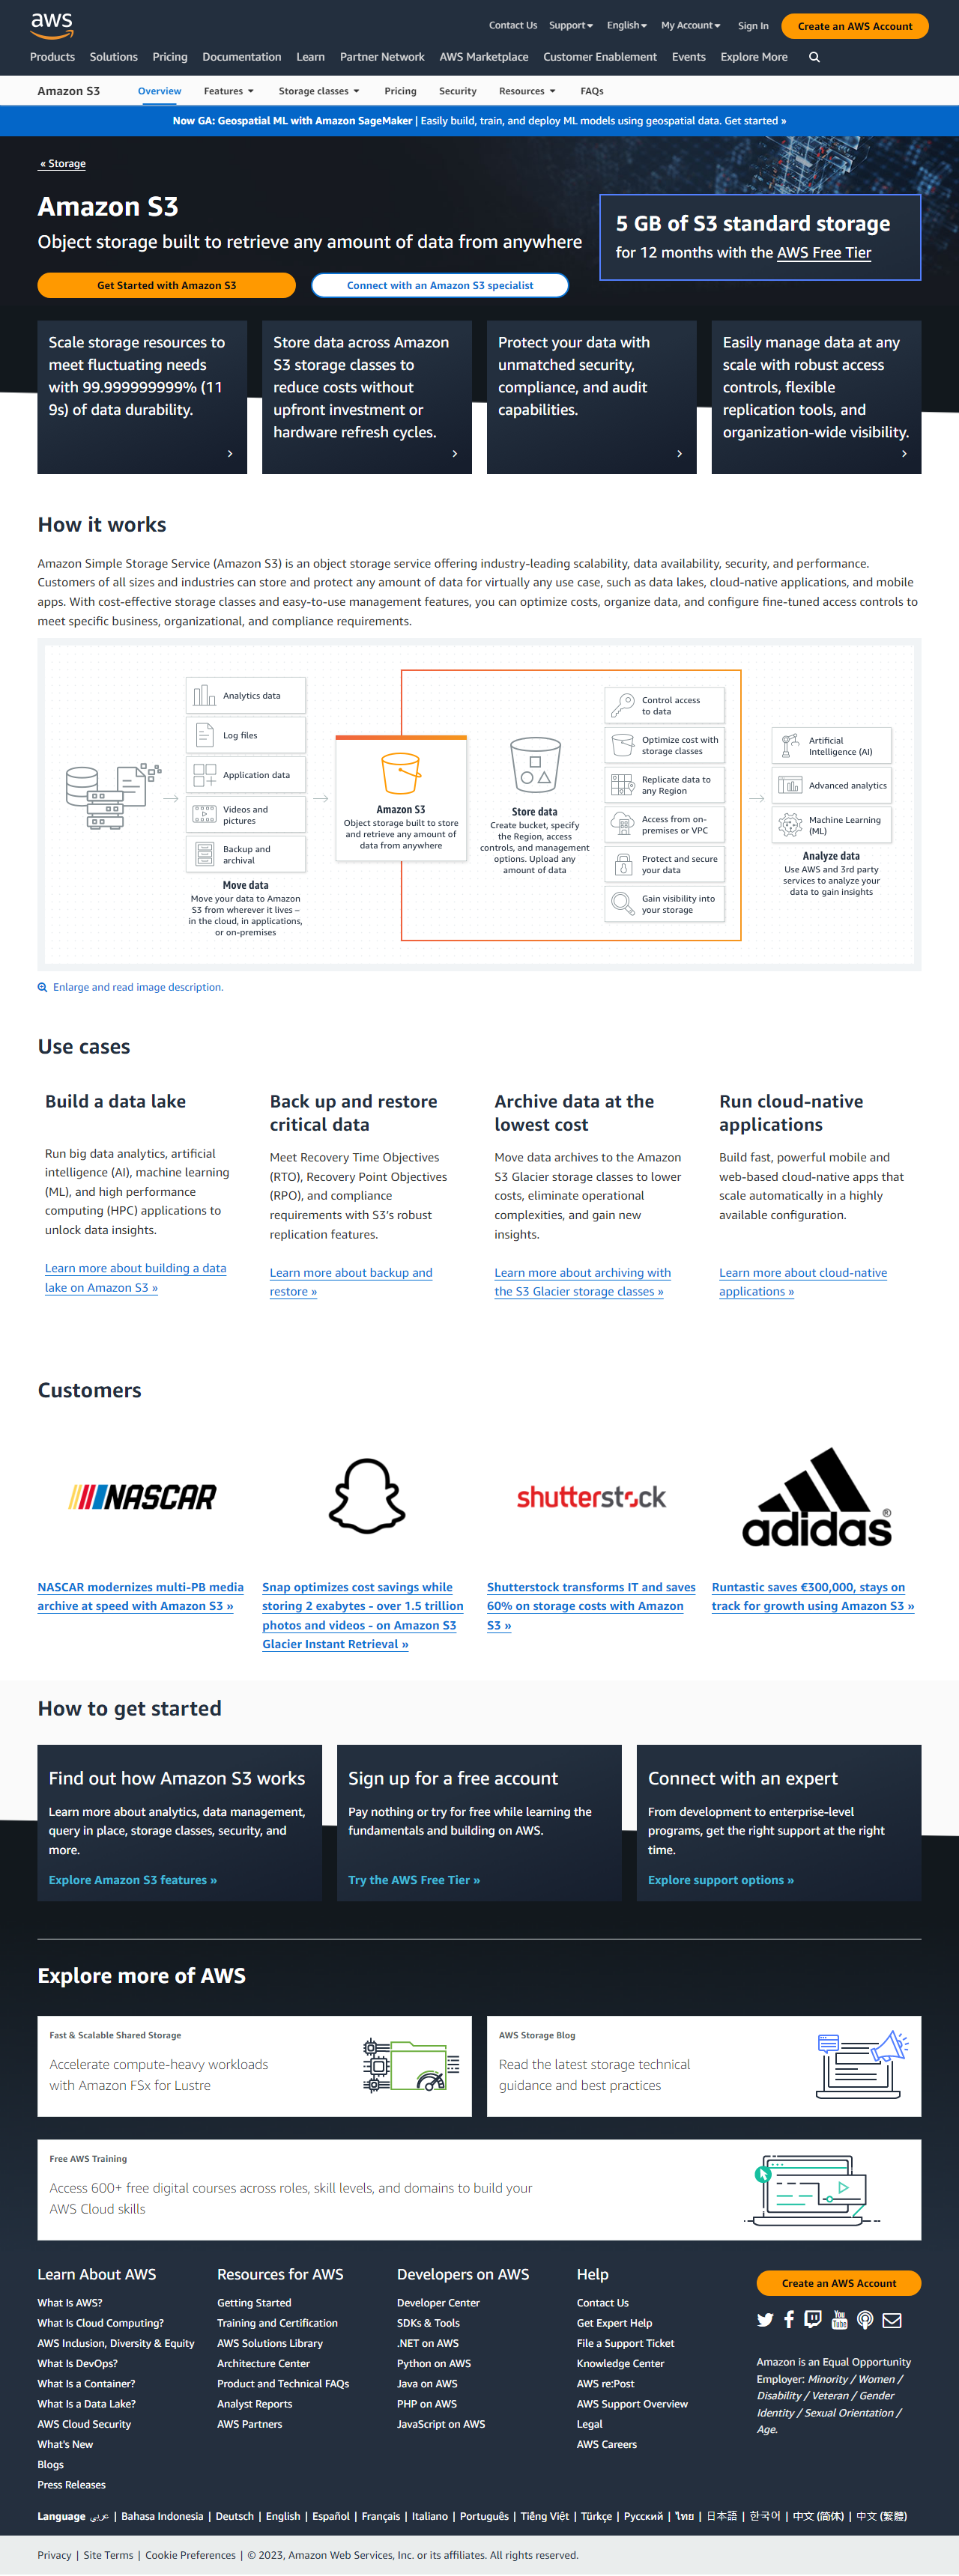 aws
Contact Us Support English My Account Sign In Create an AWS Account
Products Solutions Pricing Documentation Learn Partner Network AWS Marketplace Customer Enablement Events Explore More
Amazon S3 Overview Features Storage classes Pricing Security Resources FAQs
Now GA: Geospatial ML with Amazon SageMaker | Easily build, train, and deploy ML models using geospatial data. Get started »
« Storage
Amazon S3
Object storage built to retrieve any amount of data from anywhere
Get Started with Amazon S3
Connect with an Amazon S3 specialist
5 GB of S3 standard storage
for 12 months with the AWS Free Tier
Scale storage resources to
meet fluctuating needs
with 99.999999999% (11
9s) of data durability.
Store data across Amazon
S3 storage classes to
reduce costs without
upfront investment or
hardware refresh cycles.
Protect your data with
unmatched security,
compliance, and audit
capabilities.
Easily manage data at any
scale with robust access
controls, flexible
replication tools, and
organization-wide visibility.
How it works
Amazon Simple Storage Service (Amazon S3) is an object storage service offering industry-leading scalability, data availability, security, and performance.
Customers of all sizes and industries can store and protect any amount of data for virtually any use case, such as data lakes, cloud-native applications, and mobile
apps. With cost-effective storage classes and easy-to-use management features, you can optimize costs, organize data, and configure fine-tuned access controls to
meet specific business, organizational, and compliance requirements.
Analytics data
Log files
Application data
Videos and
pictures
Backup and
archival
Move data
Move your data to Amazon
S3 from wherever it lives –
in the cloud, in applications,
or on-premises
Amazon S3
Object storage built to store
and retrieve any amount of
data from anywhere
Store data
Create bucket, specify
the Region, access
controls, and management
options. Upload any
amount of data
Control access
to data
Optimize cost with
storage classes
Replicate data to
any Region
Access from on-
premises or VPC
Protect and secure
your data
Gain visibility into
your storage
Artificial
Intelligence (AI)
Advanced analytics
Machine Learning
(ML)
Analyze data
Use AWS and 3rd party
services to analyze your
data to gain insights
Enlarge and read image description.
Use cases
Build a data lake
Run big data analytics, artificial
intelligence (AI), machine learning
(ML), and high performance
computing (HPC) applications to
unlock data insights.
Learn more about building a data
lake on Amazon S3 »
Back up and restore
critical data
Meet Recovery Time Objectives
(RTO), Recovery Point Objectives
(RPO), and compliance
requirements with S3's robust
replication features.
Learn more about backup and
restore »
Archive data at the
lowest cost
Move data archives to the Amazon
S3 Glacier storage classes to lower
costs, eliminate operational
complexities, and gain new
insights.
Learn more about archiving with
the S3 Glacier storage classes »
Run cloud-native
applications
Build fast, powerful mobile and
web-based cloud-native apps that
scale automatically in a highly
available configuration.
Learn more about cloud-native
applications »
Customers
NASCAR
shutterstock
adidas®
NASCAR modernizes multi-PB media
archive at speed with Amazon S3 »
Snap optimizes cost savings while
storing 2 exabytes - over 1.5 trillion
photos and videos - on Amazon S3
Glacier Instant Retrieval »
Shutterstock transforms IT and saves
60% on storage costs with Amazon
S3 »
Runtastic saves €300,000, stays on
track for growth using Amazon S3 »
How to get started
Find out how Amazon S3 works
Learn more about analytics, data management,
query in place, storage classes, security, and
more.
Explore Amazon S3 features »
Sign up for a free account
Pay nothing or try for free while learning the
fundamentals and building on AWS.
Try the AWS Free Tier »
Connect with an expert
From development to enterprise-level
programs, get the right support at the right
time.
Explore support options »
Explore more of AWS
Fast & Scalable Shared Storage
Accelerate compute-heavy workloads
with Amazon FSx for Lustre
AWS Storage Blog
Read the latest storage technical
guidance and best practices
Free AWS Training
Access 600+ free digital courses across roles, skill levels, and domains to build your
AWS Cloud skills
Learn About AWS
What Is AWS?
What Is Cloud Computing?
AWS Inclusion, Diversity & Equity
What Is DevOps?
What Is a Container?
What Is a Data Lake?
AWS Cloud Security
What's New
Blogs
Press Releases
Resources for AWS
Getting Started
Training and Certification
AWS Solutions Library
Architecture Center
Product and Technical FAQs
Analyst Reports
AWS Partners
Developers on AWS
Developer Center
SDKs & Tools
.NET on AWS
Python on AWS
Java on AWS
PHP on AWS
JavaScript on AWS
Help
Contact Us
Get Expert Help
File a Support Ticket
Knowledge Center
AWS re:Post
AWS Support Overview
Legal
AWS Careers
Create an AWS Account
You
Tube
Amazon is an Equal Opportunity
Employer: Minority / Women /
Disability / Veteran / Gender
Identity / Sexual Orientation /
Age.
Language عربي | Bahasa Indonesia | Deutsch | English | Español | Français | Italiano | Português | Tiếng Việt | Türkçe | Ρусский | ไทย | 日本語 | 한국어 | 中文 (简体) | 中文 (繁體)
Privacy | Site Terms | Cookie Preferences | © 2023, Amazon Web Services, Inc. or its affiliates. All rights reserved.